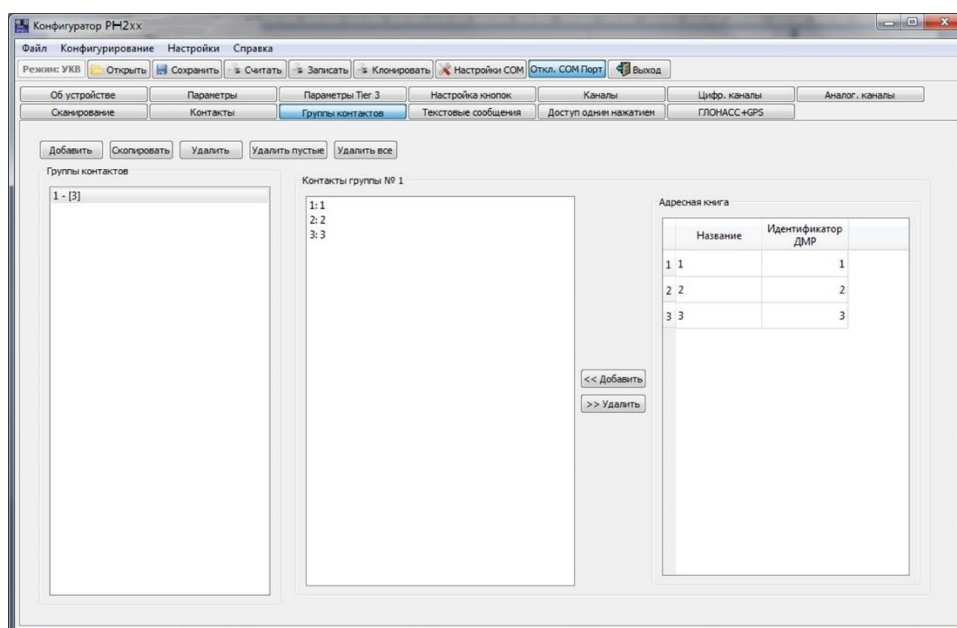 Конфигуратор РН2хх
Файл Конфигурирование Настройки Справка
Режим: УКВ Открыть Сохранить Считать Записать Клонировать Настройки COM Откл. COM Порт Выход
Об устройстве Параметры Параметры Tier 3 Настройка кнопок Каналы Цифр. каналы Аналог. каналы
Сканирование Контакты Группы контактов Текстовые сообщения Доступ одним нажатием ГЛОНАСС+GPS
Добавить Скопировать Удалить Удалить пустые Удалить все
Группы контактов
1 - [3]
Контакты группы № 1
1: 1
2: 2
3: 3
<< Добавить
>> Удалить
Адресная книга
Название Идентификатор ДМР
1 1 1
2 2 2
3 3 3